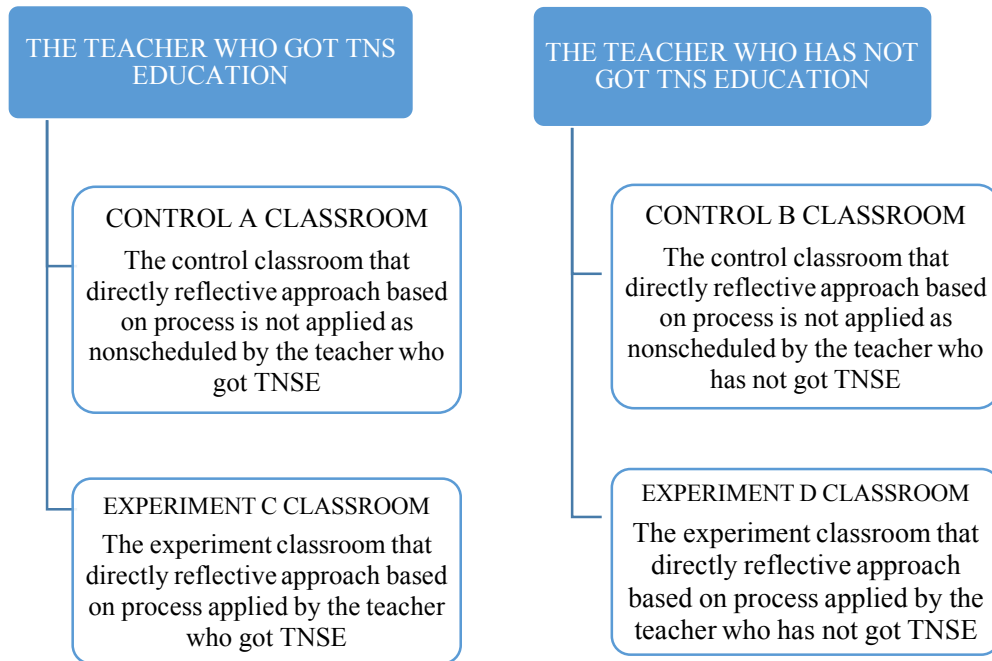 THE TEACHER WHO GOT TNS
EDUCATION
CONTROL A CLASSROOM
The control classroom that
directly reflective approach based
on process is not applied as
nonscheduled by the teacher who
got TNSE
EXPERIMENT C CLASSROOM
The experiment classroom that
directly reflective approach based
on process applied by the teacher
who got TNSE
THE TEACHER WHO HAS NOT
GOT TNS EDUCATION
CONTROL B CLASSROOM
The control classroom that
directly reflective approach based
on process is not applied as
nonscheduled by the teacher who
has not got TNSE
EXPERIMENT D CLASSROOM
The experiment classroom that
directly reflective approach
based on process applied by the
teacher who has not got TNSE